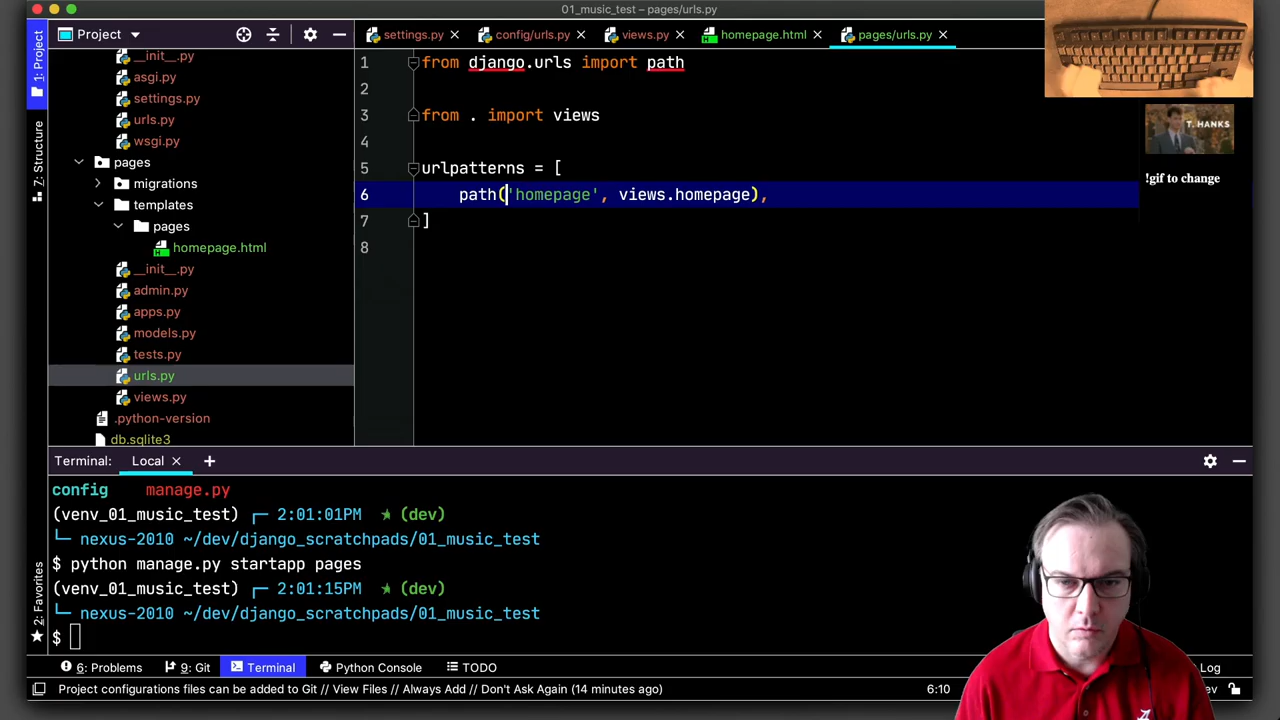 01_music_test – pages/urls.py
Project
settings.py
config/urls.py
views.py
homepage.html
pages/urls.py
1: Project
7: Structure
2: Favorites
__init__.py
asgi.py
settings.py
urls.py
wsgi.py
pages
migrations
templates
pages
homepage.html
__init__.py
admin.py
apps.py
models.py
tests.py
urls.py
views.py
.python-version
db.sqlite3
1 from django.urls import path
2
3 from . import views
4
5 urlpatterns = [
6 path('homepage', views.homepage),
7 ]
8
T. HANKS
!gif to change
Terminal: Local +
config manage.py
(venv_01_music_test) 2:01:01PM (dev)
nexus-2010 ~/dev/django_scratchpads/01_music_test
$ python manage.py startapp pages
(venv_01_music_test) 2:01:15PM (dev)
nexus-2010 ~/dev/django_scratchpads/01_music_test
$
6: Problems 9: Git Terminal Python Console TODO Log
Project configurations files can be added to Git // View Files // Always Add // Don't Ask Again (14 minutes ago) 6:10